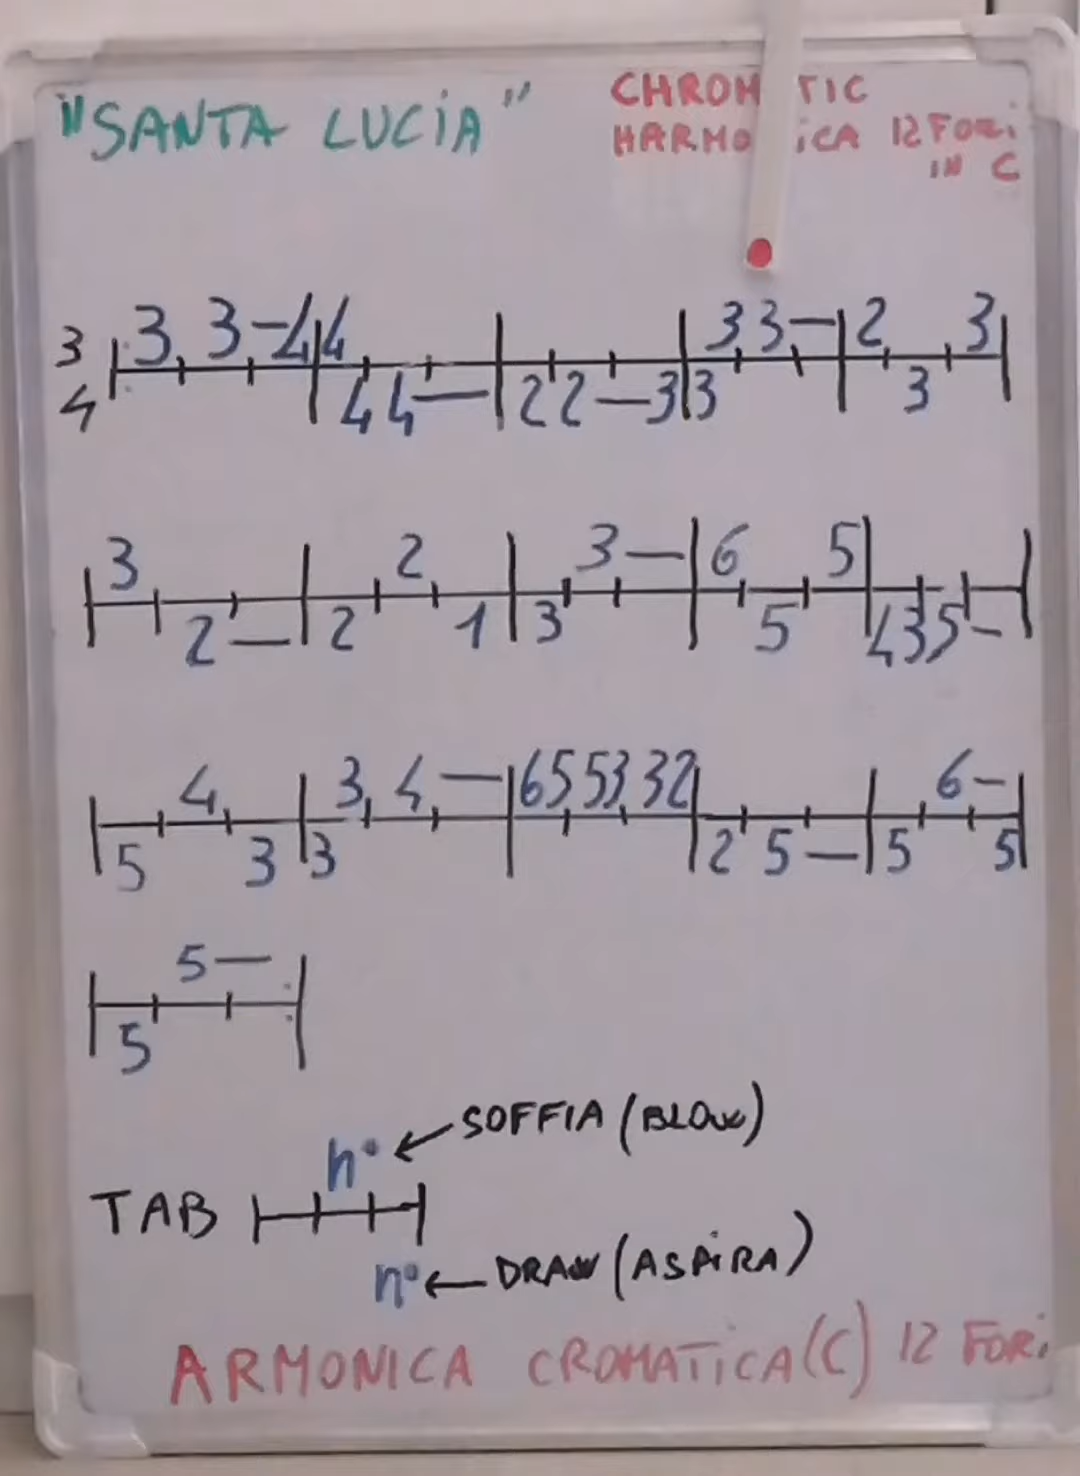 "SANTA LUCIA"
CHROM TIC
HARMO ICA 12 FORI
IN C
3 3 3 - 4 4 3 3 - 2 3
4 4 4 - 2 2 - 3 3 3
3 2 3 - 6 5
2 - 2 1 3 5 4 3 5 -
4 3 4 - 6 5 5 3 3 2 6 -
5 3 3 2 5 - 5 5
5 -
5
n° ← SOFFIA (BLOW)
TAB
n° ← DRAW (ASPIRA)
ARMONICA CROMATICA (C) 12 FORI